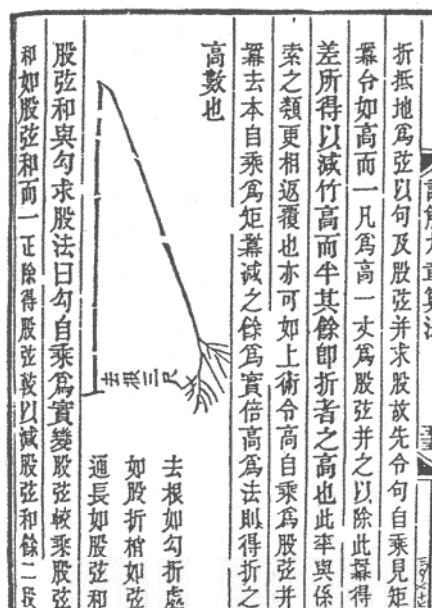 折抵地爲弦以句及股弦并求股故先令句自乘見矩
冪台如高而一凡爲高一丈爲股弦并之以除此冪得
差所得以減竹高而半其餘卽折者之高也此率與係
索之類更相返覆也亦可如上術令高自乘爲股弦并
冪去本自乘爲矩冪減之餘爲實倍高爲法則得折之
高數也
去根三尺
去根如勾折處
如股折梢如弦
通長如股弦和
股弦和與勾求股法曰勾自乘爲實變股弦較乘股弦
和如股弦和而一正除得股弦較以減股弦和餘二段